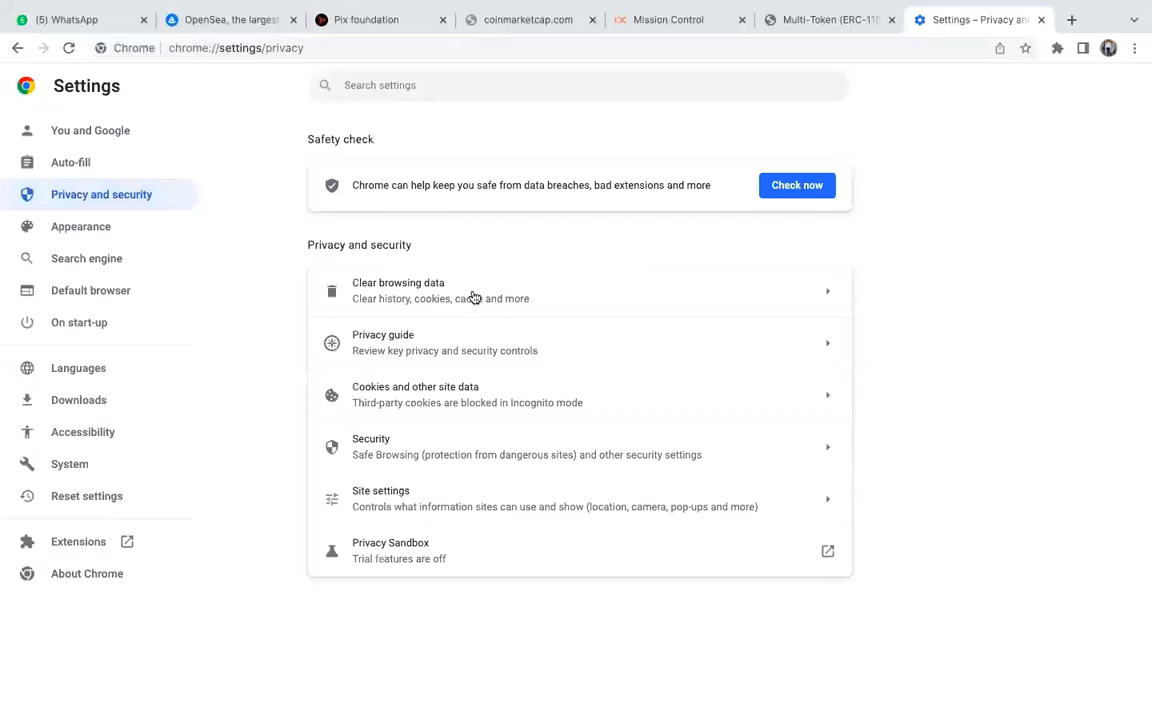 (5) WhatsApp
OpenSea, the larges
Pix foundation
coinmarketcap.com
Mission Control
Multi-Token (ERC-115
Settings – Privacy an
Chrome
chrome://settings/privacy
Settings
Search settings
You and Google
Auto-fill
Privacy and security
Appearance
Search engine
Default browser
On start-up
Languages
Downloads
Accessibility
System
Reset settings
Extensions
About Chrome
Safety check
Chrome can help keep you safe from data breaches, bad extensions and more
Check now
Privacy and security
Clear browsing data
Clear history, cookies, cache and more
Privacy guide
Review key privacy and security controls
Cookies and other site data
Third-party cookies are blocked in Incognito mode
Security
Safe Browsing (protection from dangerous sites) and other security settings
Site settings
Controls what information sites can use and show (location, camera, pop-ups and more)
Privacy Sandbox
Trial features are off